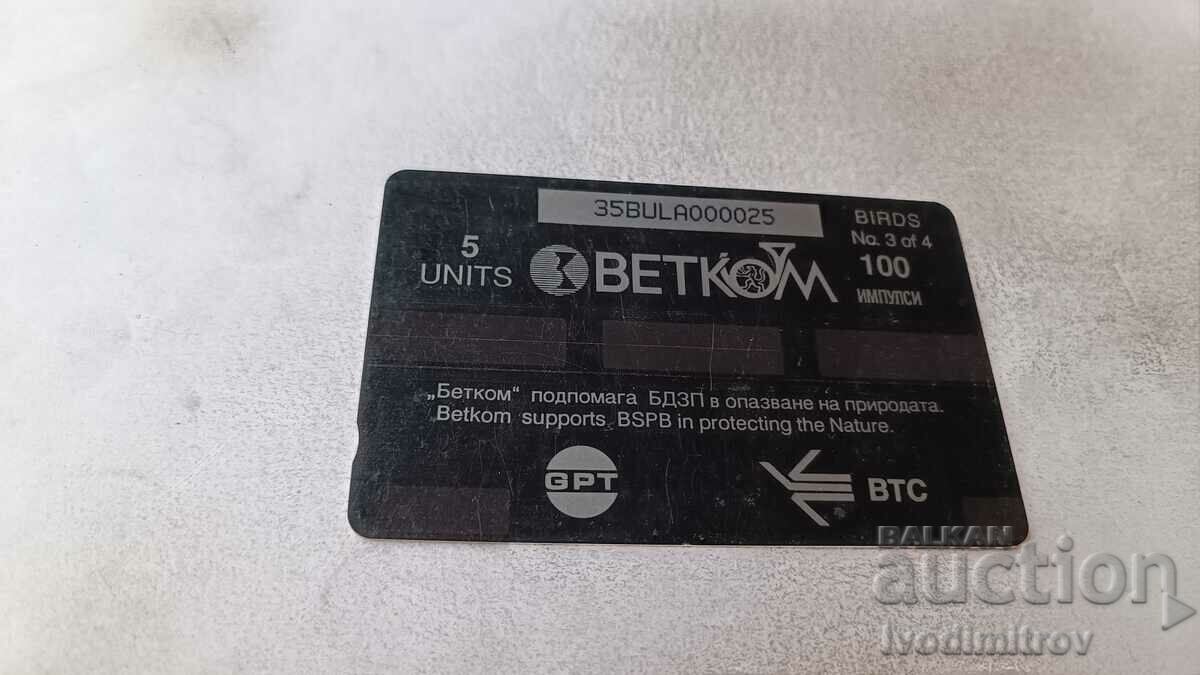 35BULA000025
BIRDS
No. 3 of 4
100
ИМПУЛСИ
5
UNITS
BETKOM
„Бетком“ подпомага БДЗП в опазване на природата.
Betkom supports BSPB in protecting the Nature.
GPT
BTC
BALKAN
auction
Ivodimitrov